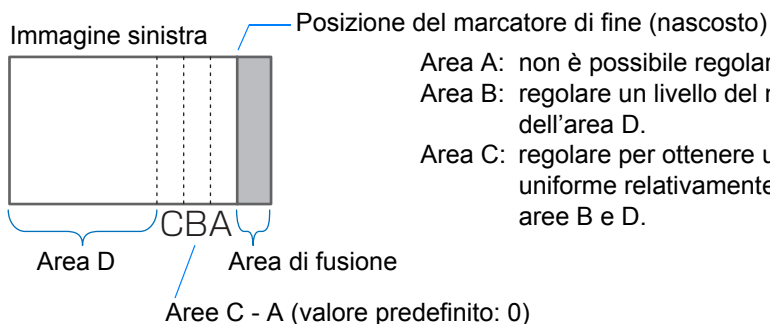 Posizione del marcatore di fine (nascosto)
Immagine sinistra
Area A: non è possibile
Area B: regolare un livello del
dell'area D.
Area C: regolare per ottenere
uniforme relativamente
aree B e D.
CBA
Area D
Area di fusione
Aree C - A (valore predefinito: 0)